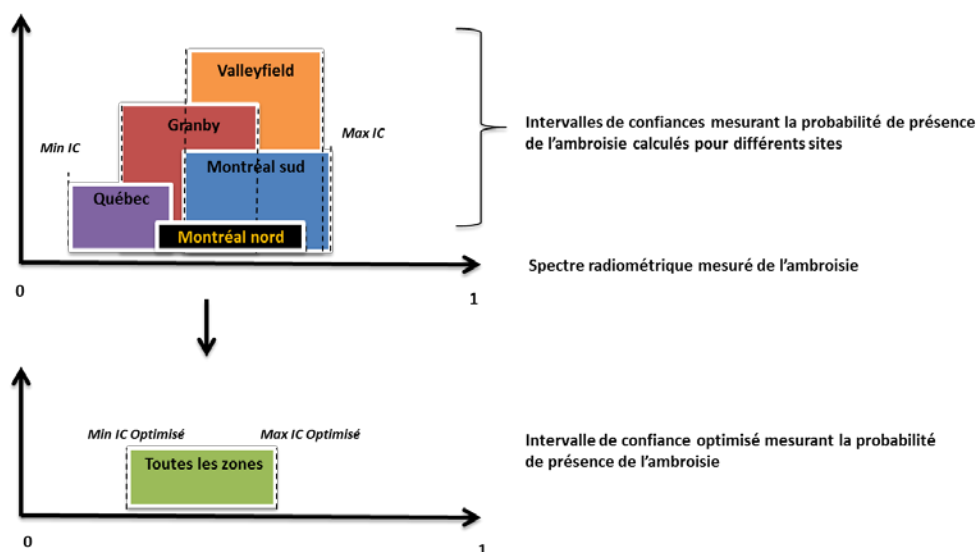 Valleyfield
Granby
Min IC
Max IC
Intervalles de confiances mesurant la probabilité de présence
de l'ambroisie calculés pour différents sites
Montréal sud
Québec
Montréal nord
Spectre radiométrique mesuré de l'ambroisie
0
1
Min IC Optimisé
Max IC Optimisé
Toutes les zones
Intervalle de confiance optimisé mesurant la probabilité
de présence de l'ambroisie
0
1